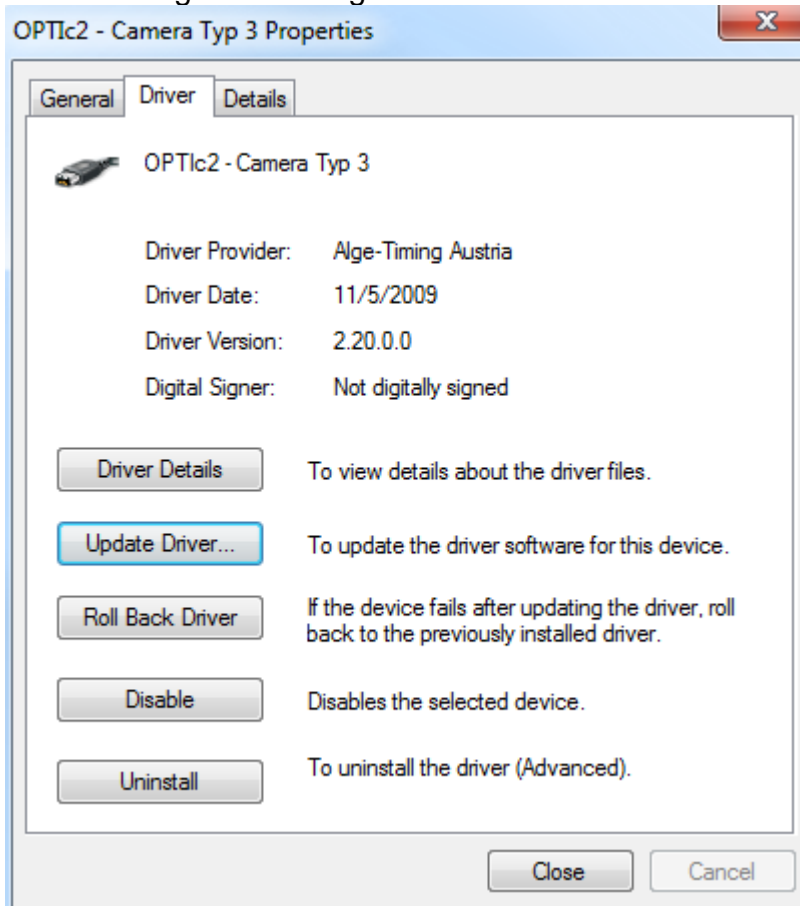 OPTIc2 - Camera Typ 3 Properties
General Driver Details
OPTIc2 - Camera Typ 3
Driver Provider: Alge-Timing Austria
Driver Date: 11/5/2009
Driver Version: 2.20.0.0
Digital Signer: Not digitally signed
Driver Details To view details about the driver files.
Update Driver... To update the driver software for this device.
Roll Back Driver If the device fails after updating the driver, roll
back to the previously installed driver.
Disable Disables the selected device.
Uninstall To uninstall the driver (Advanced).
Close Cancel